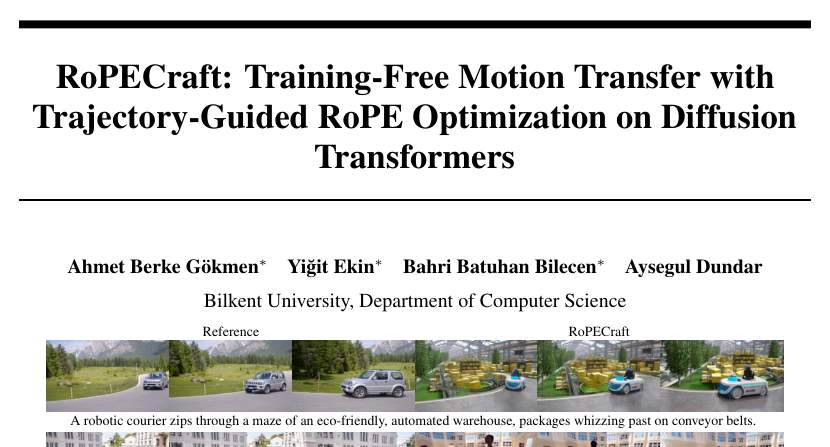 RoPECraft: Training-Free Motion Transfer with
Trajectory-Guided RoPE Optimization on Diffusion
Transformers
Ahmet Berke Gökmen* Yiğit Ekin* Bahri Batuhan Bilecen* Aysegul Dundar
Bilkent University, Department of Computer Science
Reference RoPECraft
A robotic courier zips through a maze of an eco-friendly, automated warehouse, packages whizzing past on conveyor belts.